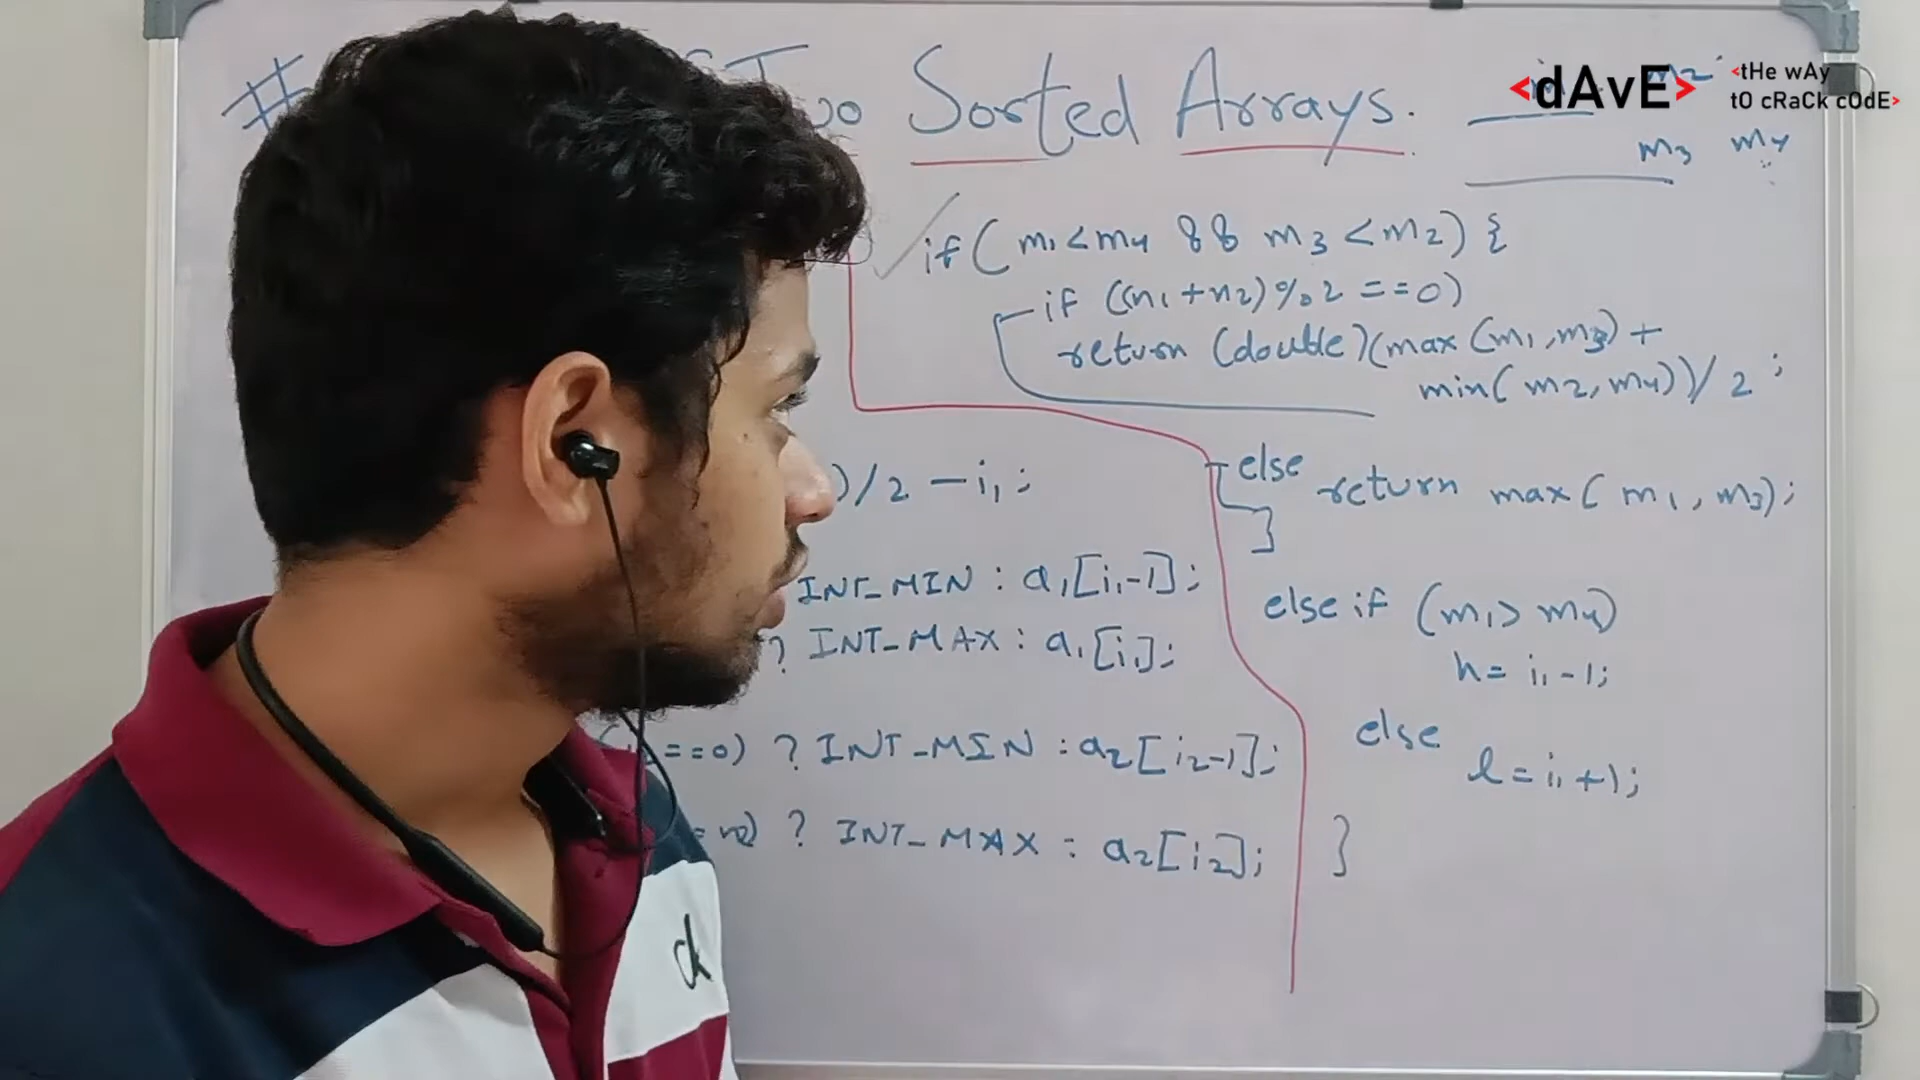 # Sorted Arrays.
<dAvE> <tHe wAy
tO cRaCk cOdE>
m2
m3 m4
if (m1<m4 && m3<m2) {
if ((n1+n2)%2==0)
return (double)(max(m1,m3)+
min(m2,m4))/2;
else
return max(m1,m3);
}
else if (m1>m4)
h=i1-1;
else
l=i1+1;
}
)/2-i1;
INT_MIN : a1[i1-1];
? INT_MAX : a1[i1];
==0) ? INT_MIN : a2[i2-1];
? INT_MAX : a2[i2];
d